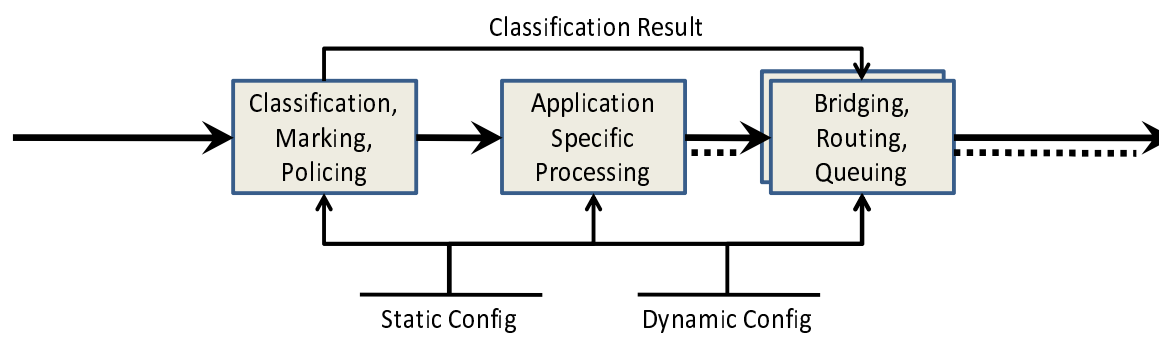 Classification Result
Classification,
Marking,
Policing
Application
Specific
Processing
Bridging,
Routing,
Queuing
Static Config
Dynamic Config